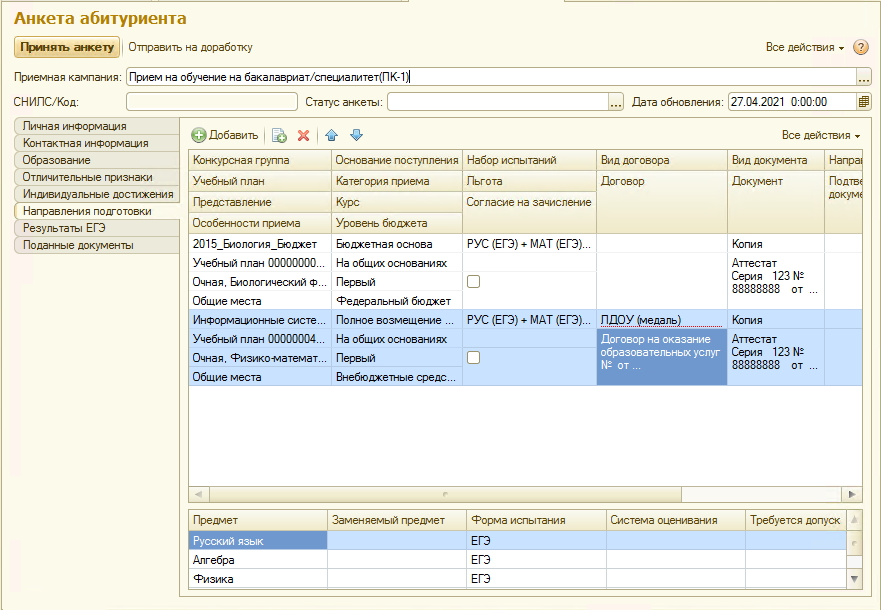 Анкета абитуриента
Принять анкету Отправить на доработку Все действия ?
Приемная кампания: Прием на обучение на бакалавриат/специалитет(ПК-1) ...
СНИЛС/Код: Статус анкеты: ... Дата обновления: 27.04.2021 0:00:00
Личная информация
Контактная информация
Образование
Отличительные признаки
Индивидуальные достижения
Направления подготовки
Результаты ЕГЭ
Поданные документы
Добавить Все действия
Конкурсная группа Основание поступления Набор испытаний Вид договора Вид документа Направ
Учебный план Категория приема Льгота Договор Документ Подтве
докуме
Представление Курс Согласие на зачисление
Особенности приема Уровень бюджета
2015_Биология_Бюджет Бюджетная основа РУС (ЕГЭ) + МАТ (ЕГЭ)... Копия
Учебный план 00000000... На общих основаниях Аттестат
Очная, Биологический ф... Первый Серия 123 №
88888888 от ...
Общие места Федеральный бюджет
Информационные систе... Полное возмещение ... РУС (ЕГЭ) + МАТ (ЕГЭ)... ЛДОУ (медаль) Копия
Учебный план 00000004... На общих основаниях Договор на оказание Аттестат
Очная, Физико-математ... Первый образовательных услуг Серия 123 №
№ от ... 88888888 от ...
Общие места Внебюджетные средс...
Предмет Заменяемый предмет Форма испытания Система оценивания Требуется допуск
Русский язык ЕГЭ
Алгебра ЕГЭ
Физика ЕГЭ